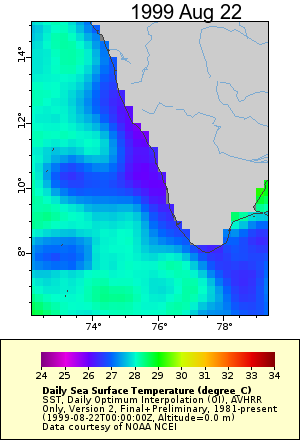 1999 Aug 22
14°
12°
10°
8°
74°
76°
78°
24 25 26 27 28 29 30 31 32 33 34
Daily Sea Surface Temperature (degree_C)
SST, Daily Optimum Interpolation (OI), AVHRR
Only, Version 2, Final+Preliminary, 1981-present
(1999-08-22T00:00:00Z, Altitude=0.0 m)
Data courtesy of NOAA NCEI